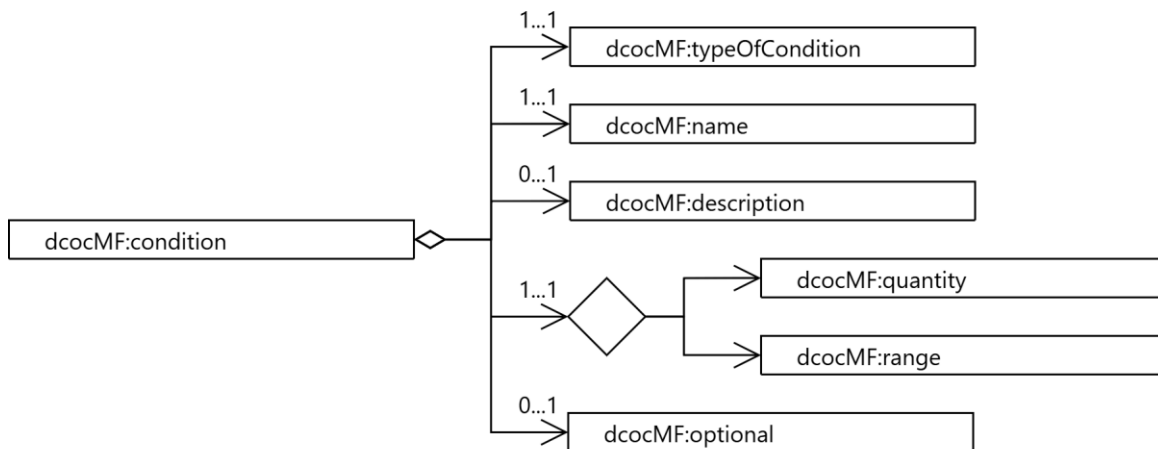 1...1
dcocMF:typeOfCondition
1...1
dcocMF:name
0...1
dcocMF:description
dcocMF:condition
1...1
dcocMF:quantity
dcocMF:range
0...1
dcocMF:optional